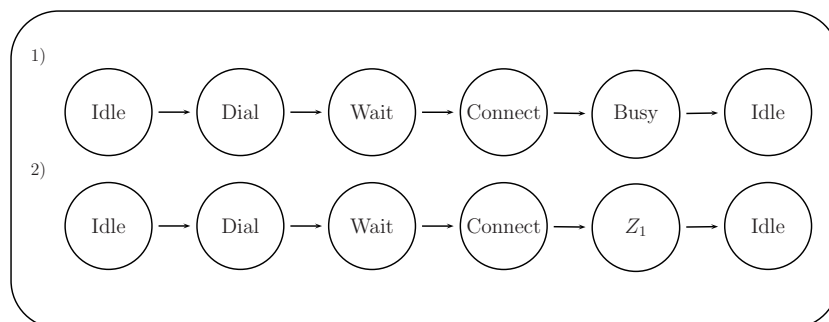 1)
Idle Dial Wait Connect Busy Idle
2)
Idle Dial Wait Connect Z₁ Idle